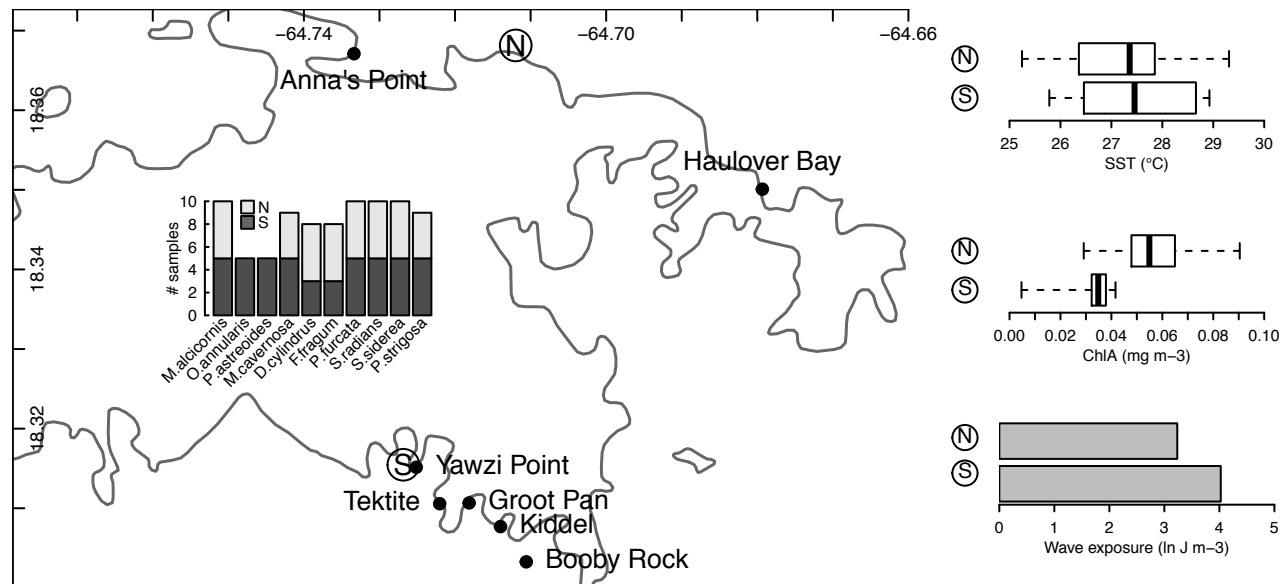 −64.74
−64.70
−64.66
N
Anna's Point
18.36
Haulover Bay
# samples
10
8
6
4
2
0
N
S
18.34
M.alcicornis
O.annularis
P.astreoides
M.cavernosa
D.cylindrus
F.fragum
P.furcata
S.radians
S.siderea
P.strigosa
18.32
S
Yawzi Point
Tektite
Groot Pan
Kiddel
Booby Rock
N
S
25 26 27 28 29 30
SST (°C)
N
S
0.00 0.02 0.04 0.06 0.08 0.10
ChlA (mg m−3)
N
S
0 1 2 3 4 5
Wave exposure (ln J m−3)